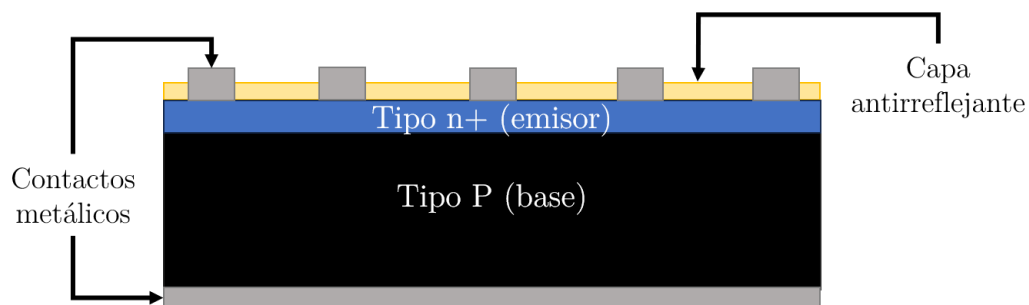 Capa
antirreflejante
Tipo n+ (emisor)
Contactos
metálicos
Tipo P (base)